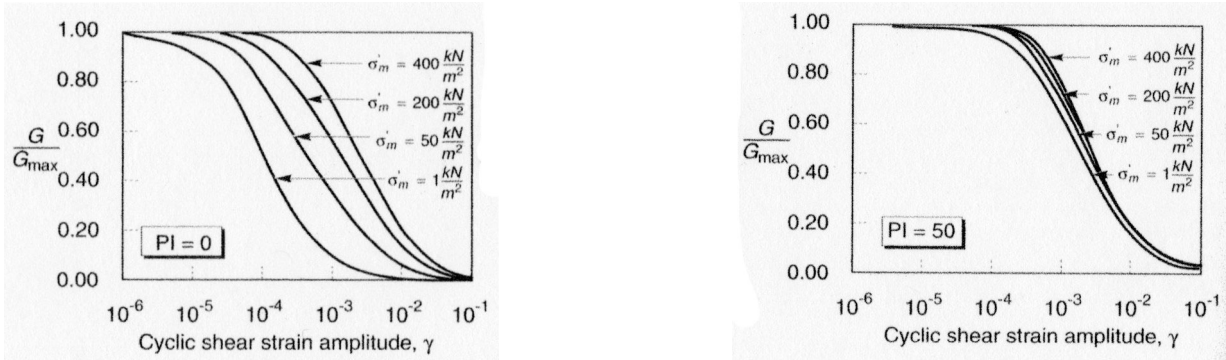 1.00
0.80
0.60
0.40
0.20
0.00
G/G_max
σ'_m = 400 kN/m²
σ'_m = 200 kN/m²
σ'_m = 50 kN/m²
σ'_m = 1 kN/m²
PI = 0
10⁻⁶ 10⁻⁵ 10⁻⁴ 10⁻³ 10⁻² 10⁻¹
Cyclic shear strain amplitude, γ
1.00
0.80
0.60
0.40
0.20
0.00
G/G_max
σ'_m = 400 kN/m²
σ'_m = 200 kN/m²
σ'_m = 50 kN/m²
σ'_m = 1 kN/m²
PI = 50
10⁻⁶ 10⁻⁵ 10⁻⁴ 10⁻³ 10⁻² 10⁻¹
Cyclic shear strain amplitude, γ